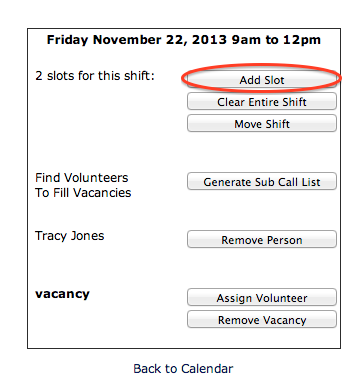 Friday November 22, 2013 9am to 12pm
2 slots for this shift:
Add Slot
Clear Entire Shift
Move Shift
Find Volunteers
To Fill Vacancies
Generate Sub Call List
Tracy Jones
Remove Person
vacancy
Assign Volunteer
Remove Vacancy
Back to Calendar